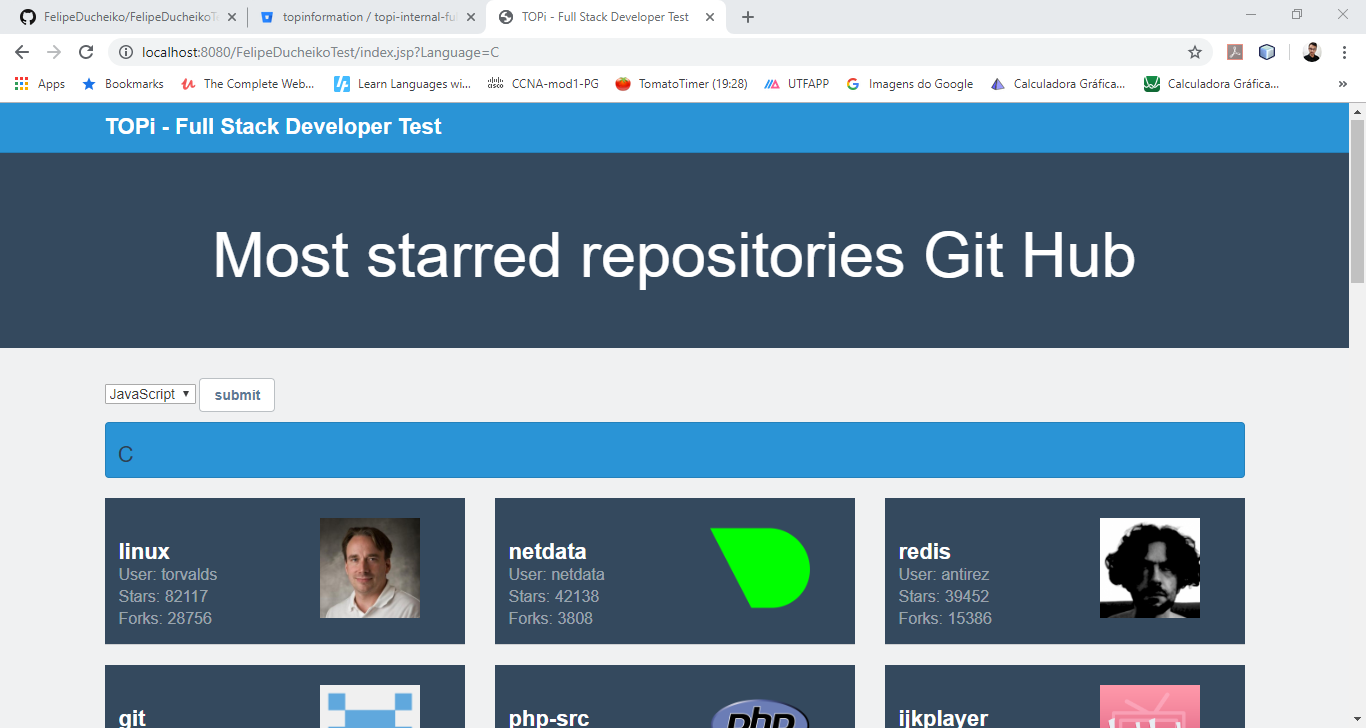 FelipeDucheiko/FelipeDucheikoTe
topinformation / topi-internal-ful
TOPi - Full Stack Developer Test
localhost:8080/FelipeDucheikoTest/index.jsp?Language=C
Apps
Bookmarks
The Complete Web...
Learn Languages wi...
CCNA-mod1-PG
TomatoTimer (19:28)
UTFAPP
Imagens do Google
Calculadora Gráfica...
Calculadora Gráfica...
»
TOPi - Full Stack Developer Test
Most starred repositories Git Hub
JavaScript
submit
C
linux
User: torvalds
Stars: 82117
Forks: 28756
netdata
User: netdata
Stars: 42138
Forks: 3808
redis
User: antirez
Stars: 39452
Forks: 15386
git
php-src
php
ijkplayer